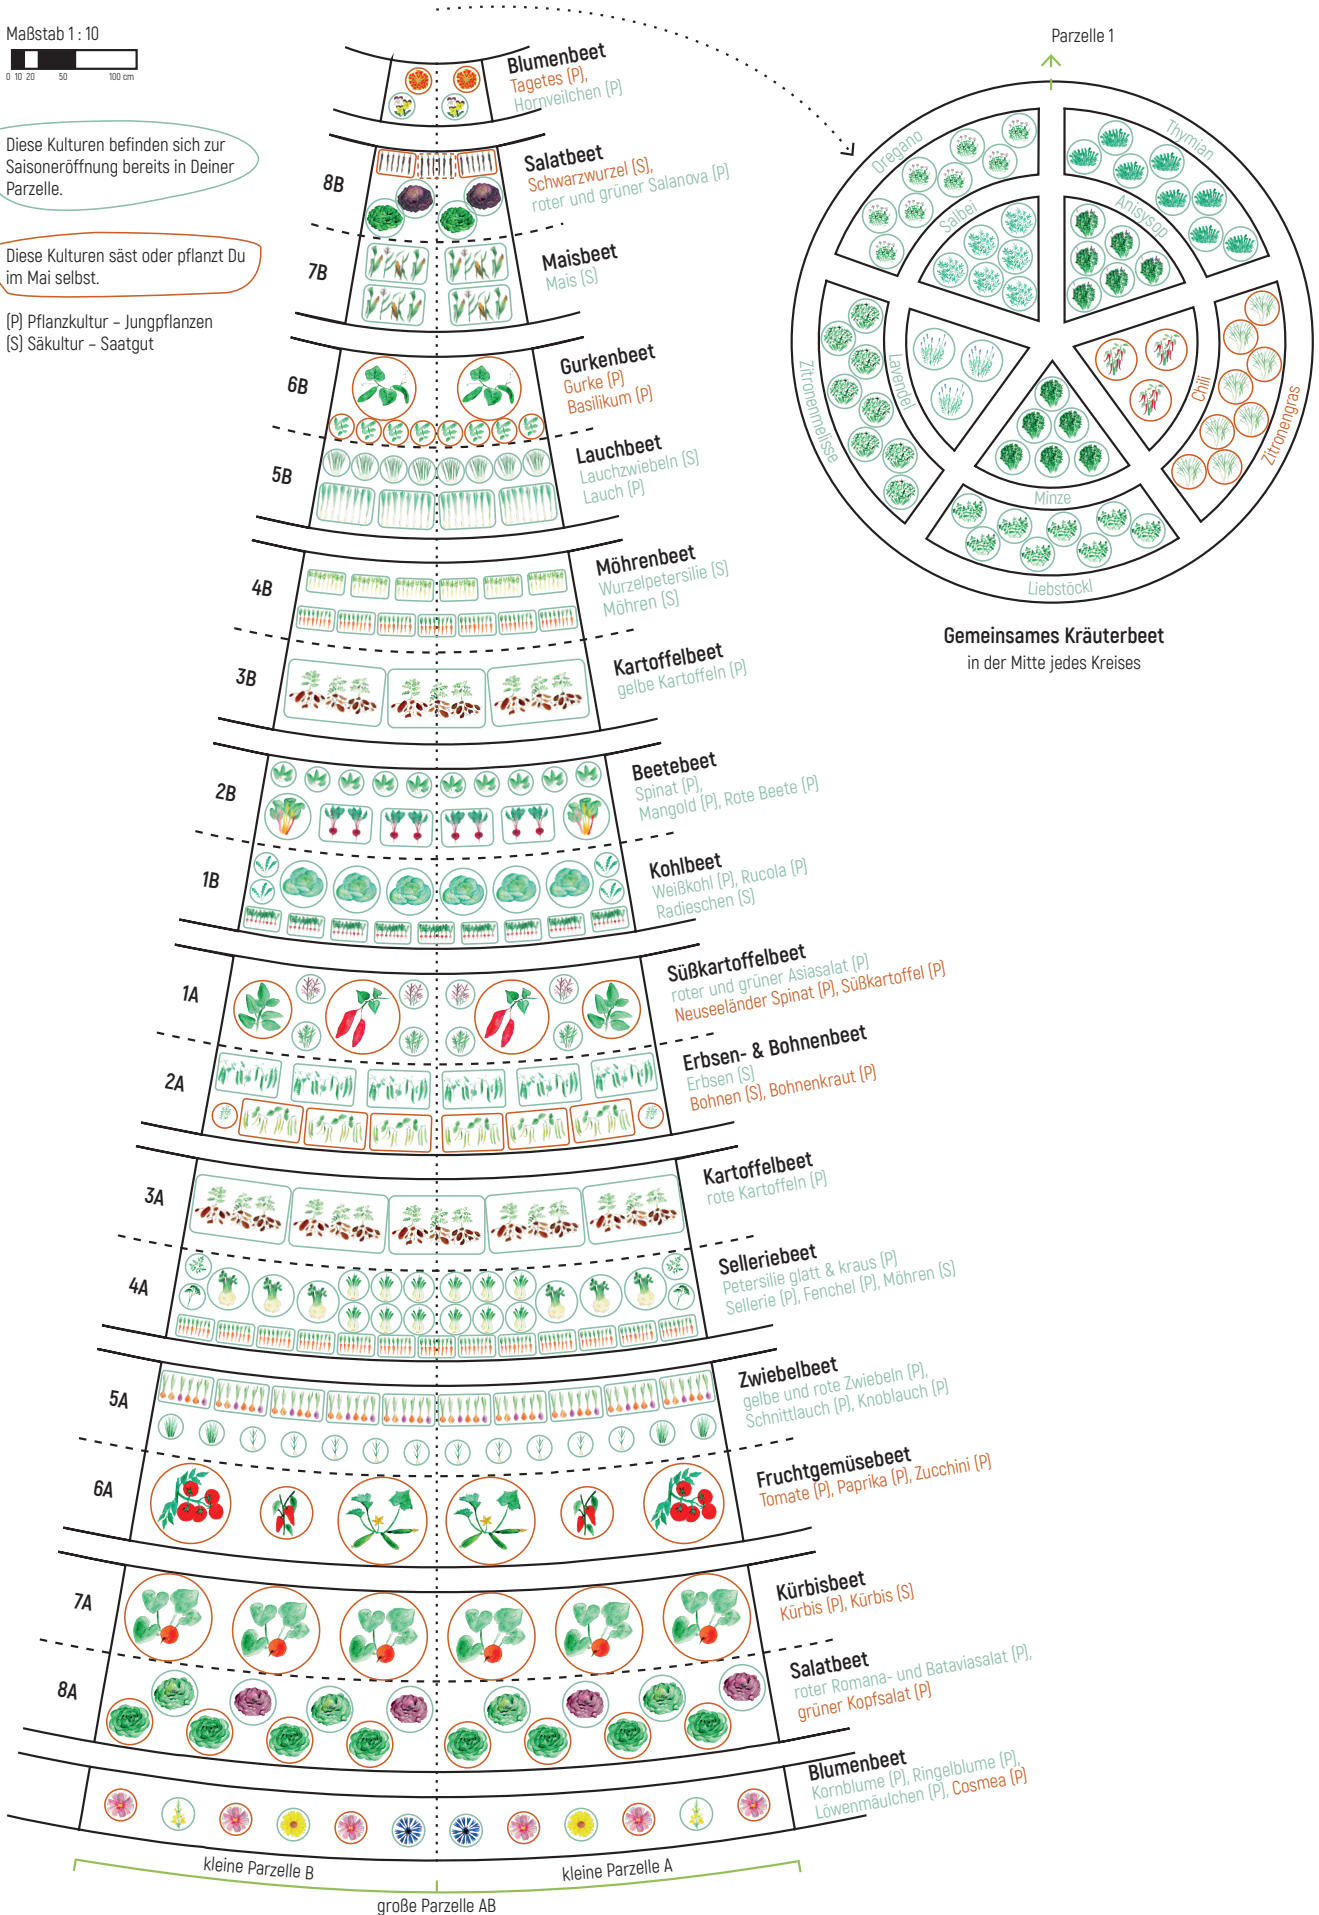 Maßstab 1 : 10
0 10 20 50 100 cm
Diese Kulturen befinden sich zur
Saisoneröffnung bereits in Deiner
Parzelle.
Diese Kulturen säst oder pflanzt Du
im Mai selbst.
(P) Pflanzkultur – Jungpflanzen
(S) Säkultur – Saatgut
Blumenbeet
Tagetes (P),
Hornveilchen (P)
8B
Salatbeet
Schwarzwurzel (S),
roter und grüner Salanova (P)
7B
Maisbeet
Mais (S)
6B
Gurkenbeet
Gurke (P)
Basilikum (P)
5B
Lauchbeet
Lauchzwiebeln (S)
Lauch (P)
4B
Möhrenbeet
Wurzelpetersilie (S)
Möhren (S)
3B
Kartoffelbeet
gelbe Kartoffeln (P)
2B
Beetebeet
Spinat (P),
Mangold (P), Rote Beete (P)
1B
Kohlbeet
Weißkohl (P), Rucola (P)
Radieschen (S)
1A
Süßkartoffelbeet
roter und grüner Asiasalat (P)
Neuseeländer Spinat (P), Süßkartoffel (P)
2A
Erbsen- & Bohnenbeet
Erbsen (S)
Bohnen (S), Bohnenkraut (P)
3A
Kartoffelbeet
rote Kartoffeln (P)
4A
Selleriebeet
Petersilie glatt & kraus (P)
Sellerie (P), Fenchel (P), Möhren (S)
5A
Zwiebelbeet
gelbe und rote Zwiebeln (P),
Schnittlauch (P), Knoblauch (P)
6A
Fruchtgemüsebeet
Tomate (P), Paprika (P), Zucchini (P)
7A
Kürbisbeet
Kürbis (P), Kürbis (S)
8A
Salatbeet
roter Romana- und Bataviasalat (P),
grüner Kopfsalat (P)
Blumenbeet
Kornblume (P), Ringelblume (P),
Löwenmäulchen (P), Cosmea (P)
kleine Parzelle B
kleine Parzelle A
große Parzelle AB
Parzelle 1
Oregano
Thymian
Salbei
Anisysop
Zitronenmelisse
Lavendel
Chili
Zitronengras
Minze
Liebstöckl
Gemeinsames Kräuterbeet
in der Mitte jedes Kreises